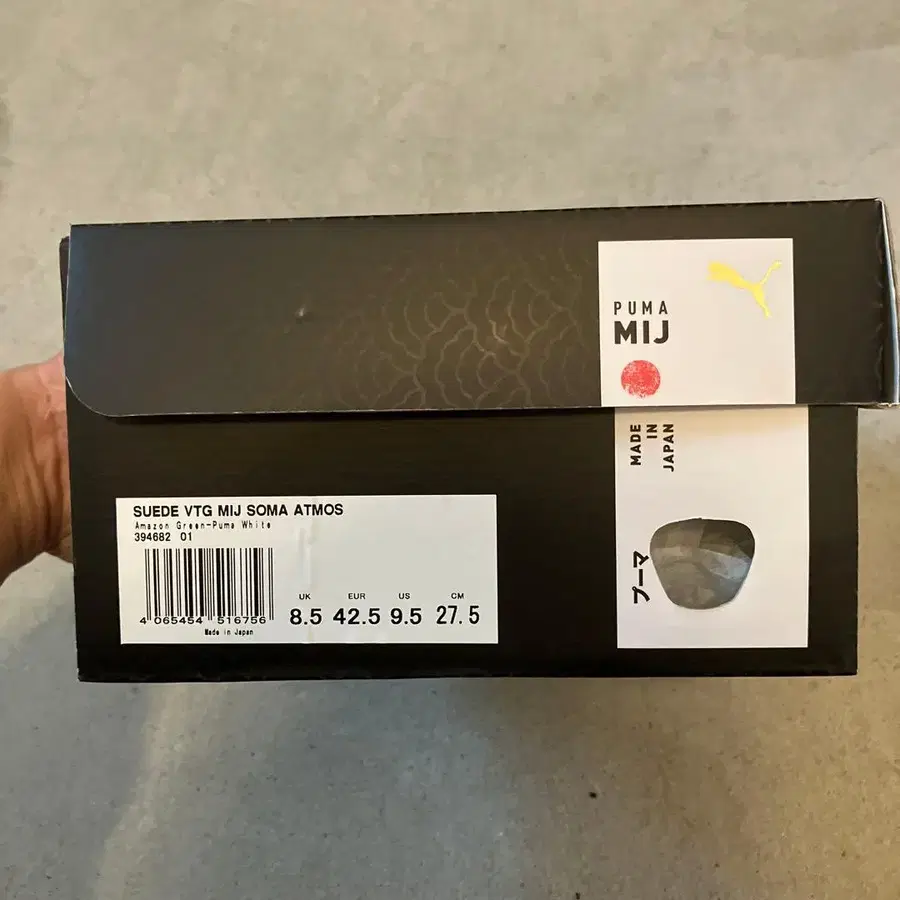 PUMA
MIJ
MADE
IN
JAPAN
プーマ
SUEDE VTG MIJ SOMA ATMOS
Amazon Green-Puma White
394682 01
UK EUR US CM
8.5 42.5 9.5 27.5
4 065454 516756
Made in Japan